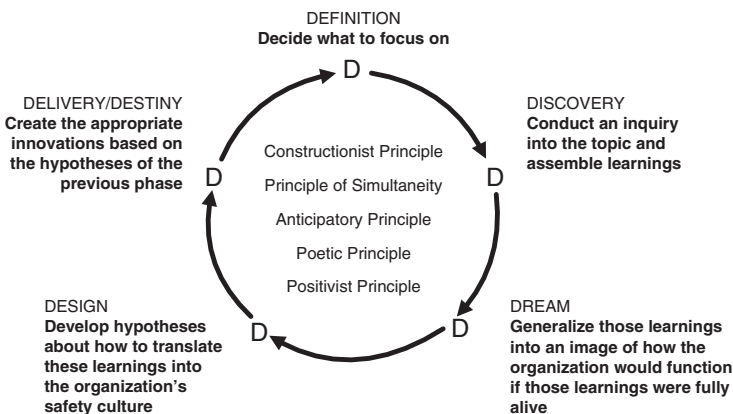 DEFINITION
Decide what to focus on
D
DISCOVERY
Conduct an inquiry
into the topic and
assemble learnings
D
DREAM
Generalize those learnings
into an image of how the
organization would function
if those learnings were fully
alive
D
DESIGN
Develop hypotheses
about how to translate
these learnings into
the organization's
safety culture
D
DELIVERY/DESTINY
Create the appropriate
innovations based on
the hypotheses of the
previous phase
D
Constructionist Principle
Principle of Simultaneity
Anticipatory Principle
Poetic Principle
Positivist Principle